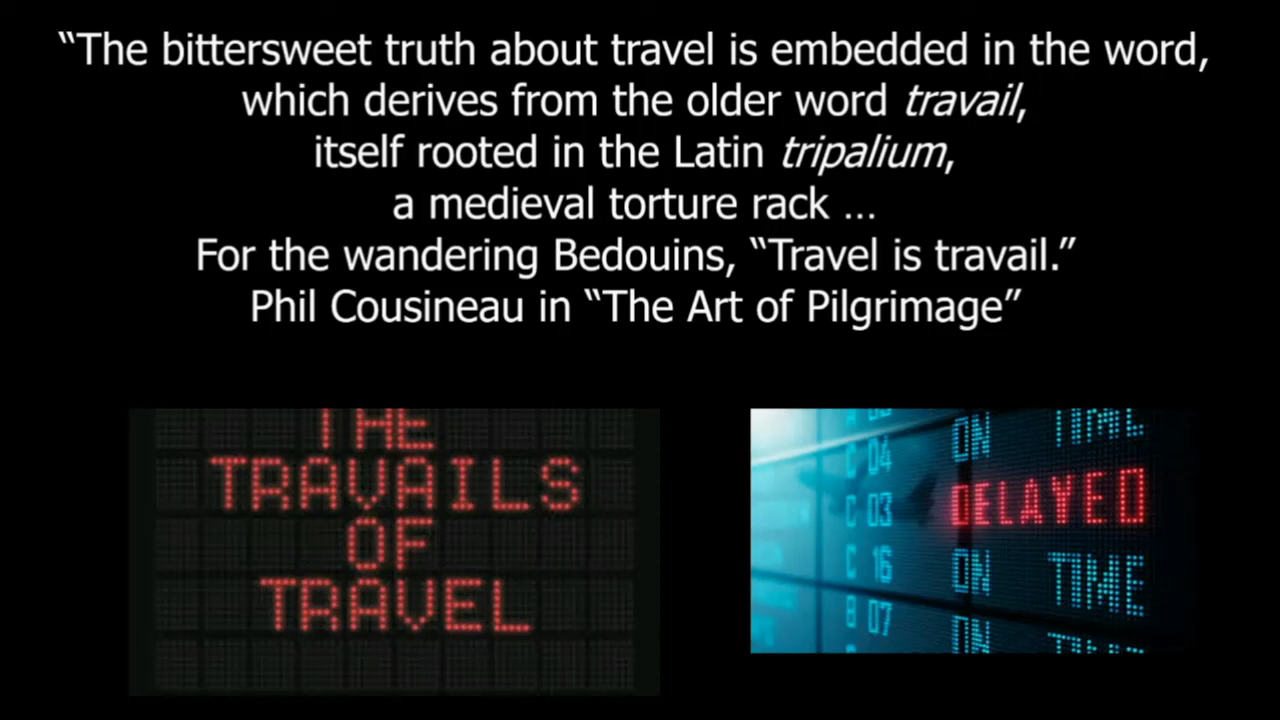 “The bittersweet truth about travel is embedded in the word,
which derives from the older word travail,
itself rooted in the Latin tripalium,
a medieval torture rack …
For the wandering Bedouins, “Travel is travail.”
Phil Cousineau in “The Art of Pilgrimage”
THE
TRAVAILS
OF
TRAVEL
C 04 ON TIME
C 03 DELAYED
C 16 ON TIME
B 07 ON